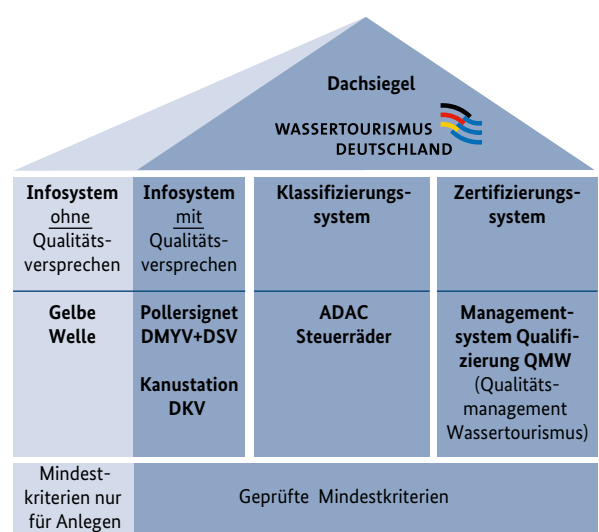 Dachsiegel
WASSERTOURISMUS
DEUTSCHLAND
Infosystem
ohne
Qualitäts-
versprechen
Infosystem
mit
Qualitäts-
versprechen
Klassifizierungs-
system
Zertifizierungs-
system
Gelbe
Welle
Pollersignet
DMYV+DSV
Kanustation
DKV
ADAC
Steuerräder
Management-
system Qualifi-
zierung QMW
(Qualitäts-
management
Wassertourismus)
Mindest-
kriterien nur
für Anlegen
Geprüfte Mindestkriterien